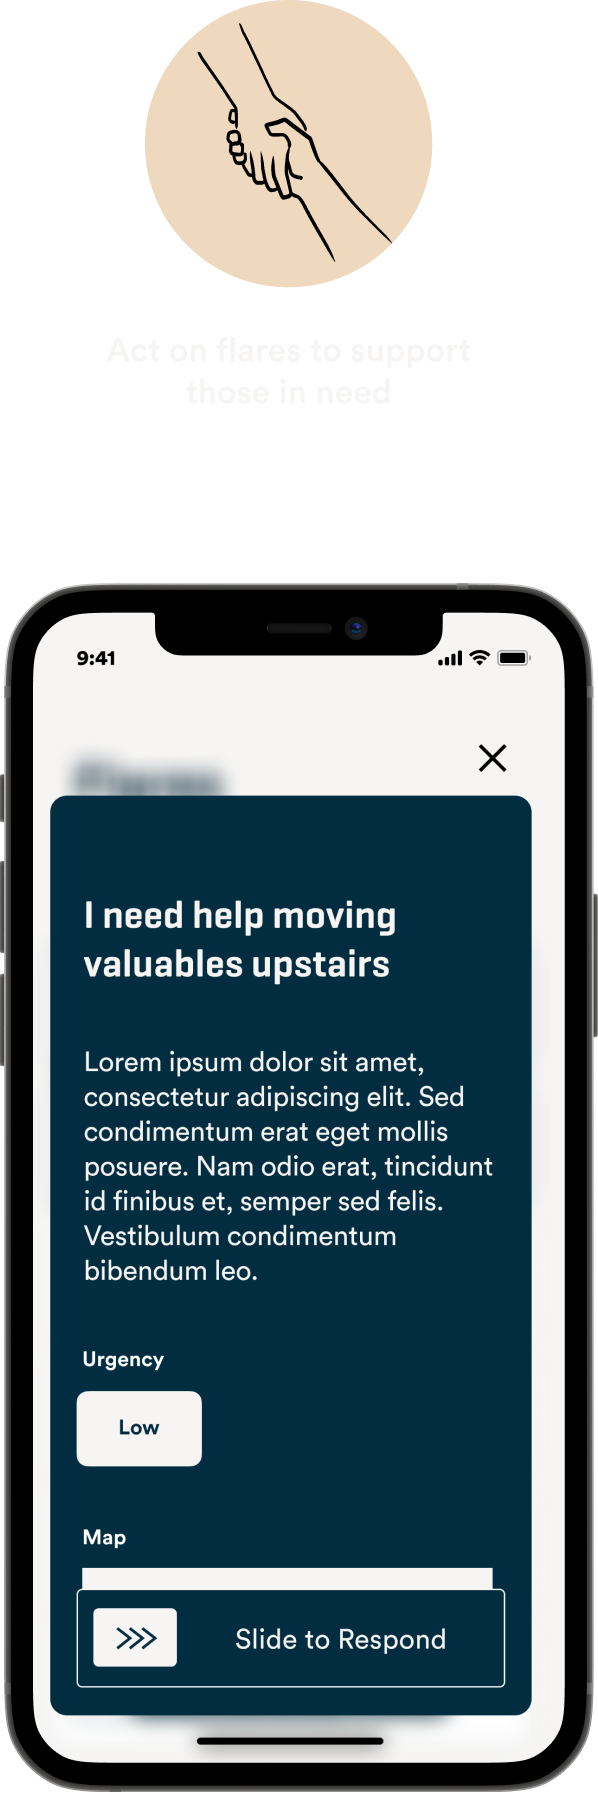 Act on flares to support
those in need
9:41
Flares
I need help moving
valuables upstairs
Lorem ipsum dolor sit amet,
consectetur adipiscing elit. Sed
condimentum erat eget mollis
posuere. Nam odio erat, tincidunt
id finibus et, semper sed felis.
Vestibulum condimentum
bibendum leo.
Urgency
Low
Map
Slide to Respond